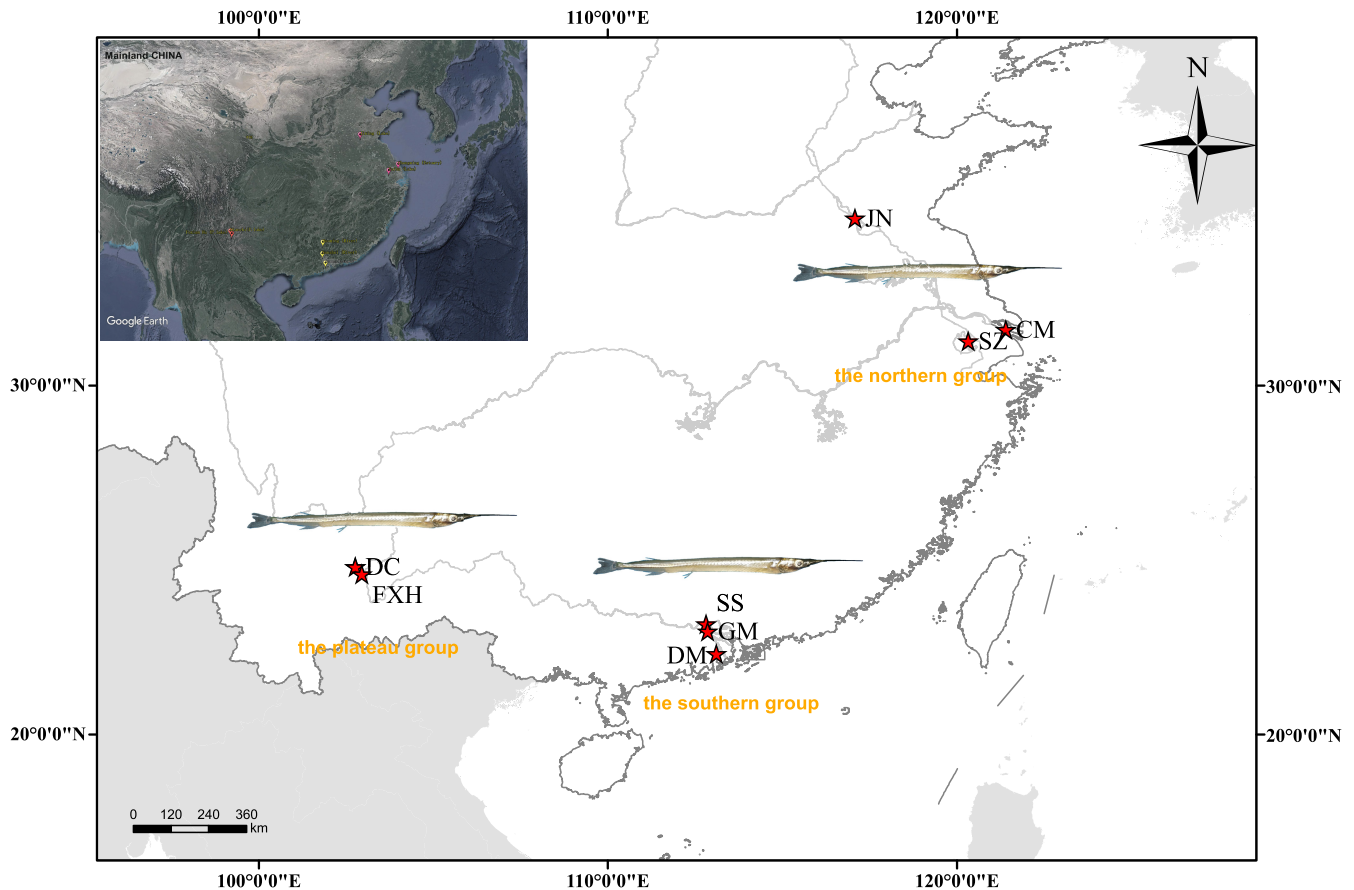 100°0'0"E 110°0'0"E 120°0'0"E
Mainland-CHINA
Google Earth
N
JN
CM
SZ
the northern group
30°0'0"N 30°0'0"N
DC
FXH
SS
GM
DM
the plateau group
the southern group
20°0'0"N 20°0'0"N
0 120 240 360
km
100°0'0"E 110°0'0"E 120°0'0"E